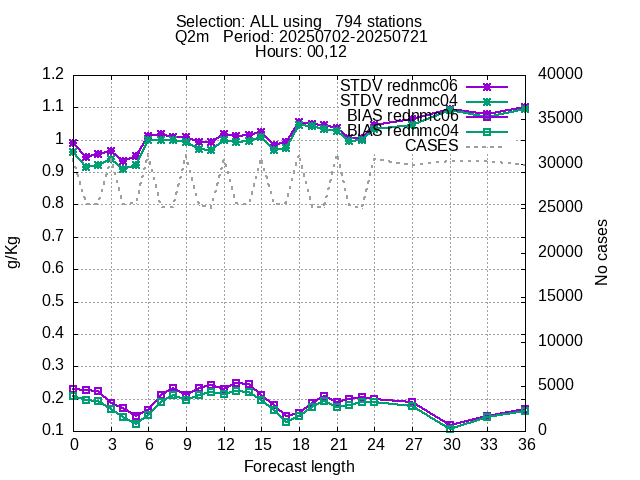 Selection: ALL using   794 stations
Q2m   Period: 20250702-20250721
Hours: 00,12
STDV rednmc06
STDV rednmc04
BIAS rednmc06
BIAS rednmc04
CASES
1.2
1.1
1
0.9
0.8
0.7
0.6
0.5
0.4
0.3
0.2
0.1
g/Kg
40000
35000
30000
25000
20000
15000
10000
5000
0
No cases
0 3 6 9 12 15 18 21 24 27 30 33 36
Forecast length